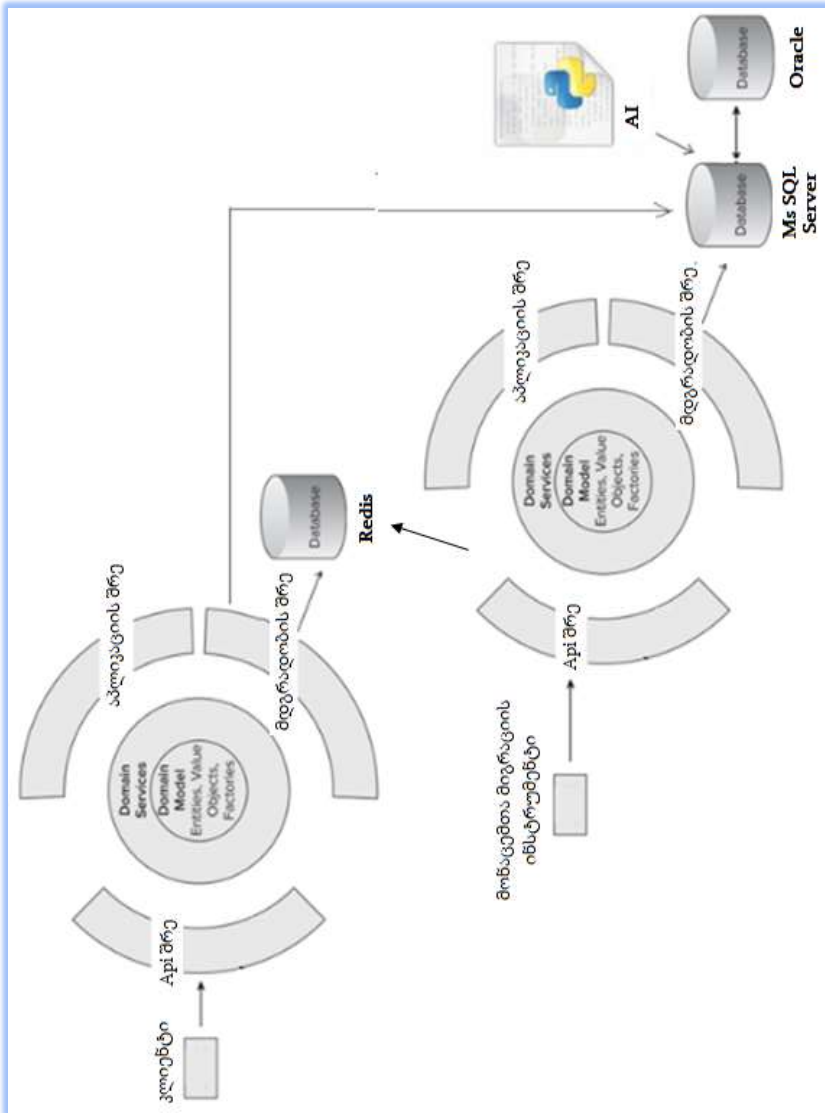 კლიენტი
Api შრე
Domain
Services
Domain
Model
Entities, Value
Objects,
Factories
აპლიკაციის შრე
მდგრადობის შრე
Database
Redis
მონაცემთა მიგრაციის
ინსტრუმენტი
Api შრე
Domain
Services
Domain
Model
Entities, Value
Objects,
Factories
აპლიკაციის შრე
მდგრადობის შრე.
AI
Database
Ms SQL
Server
Database
Oracle